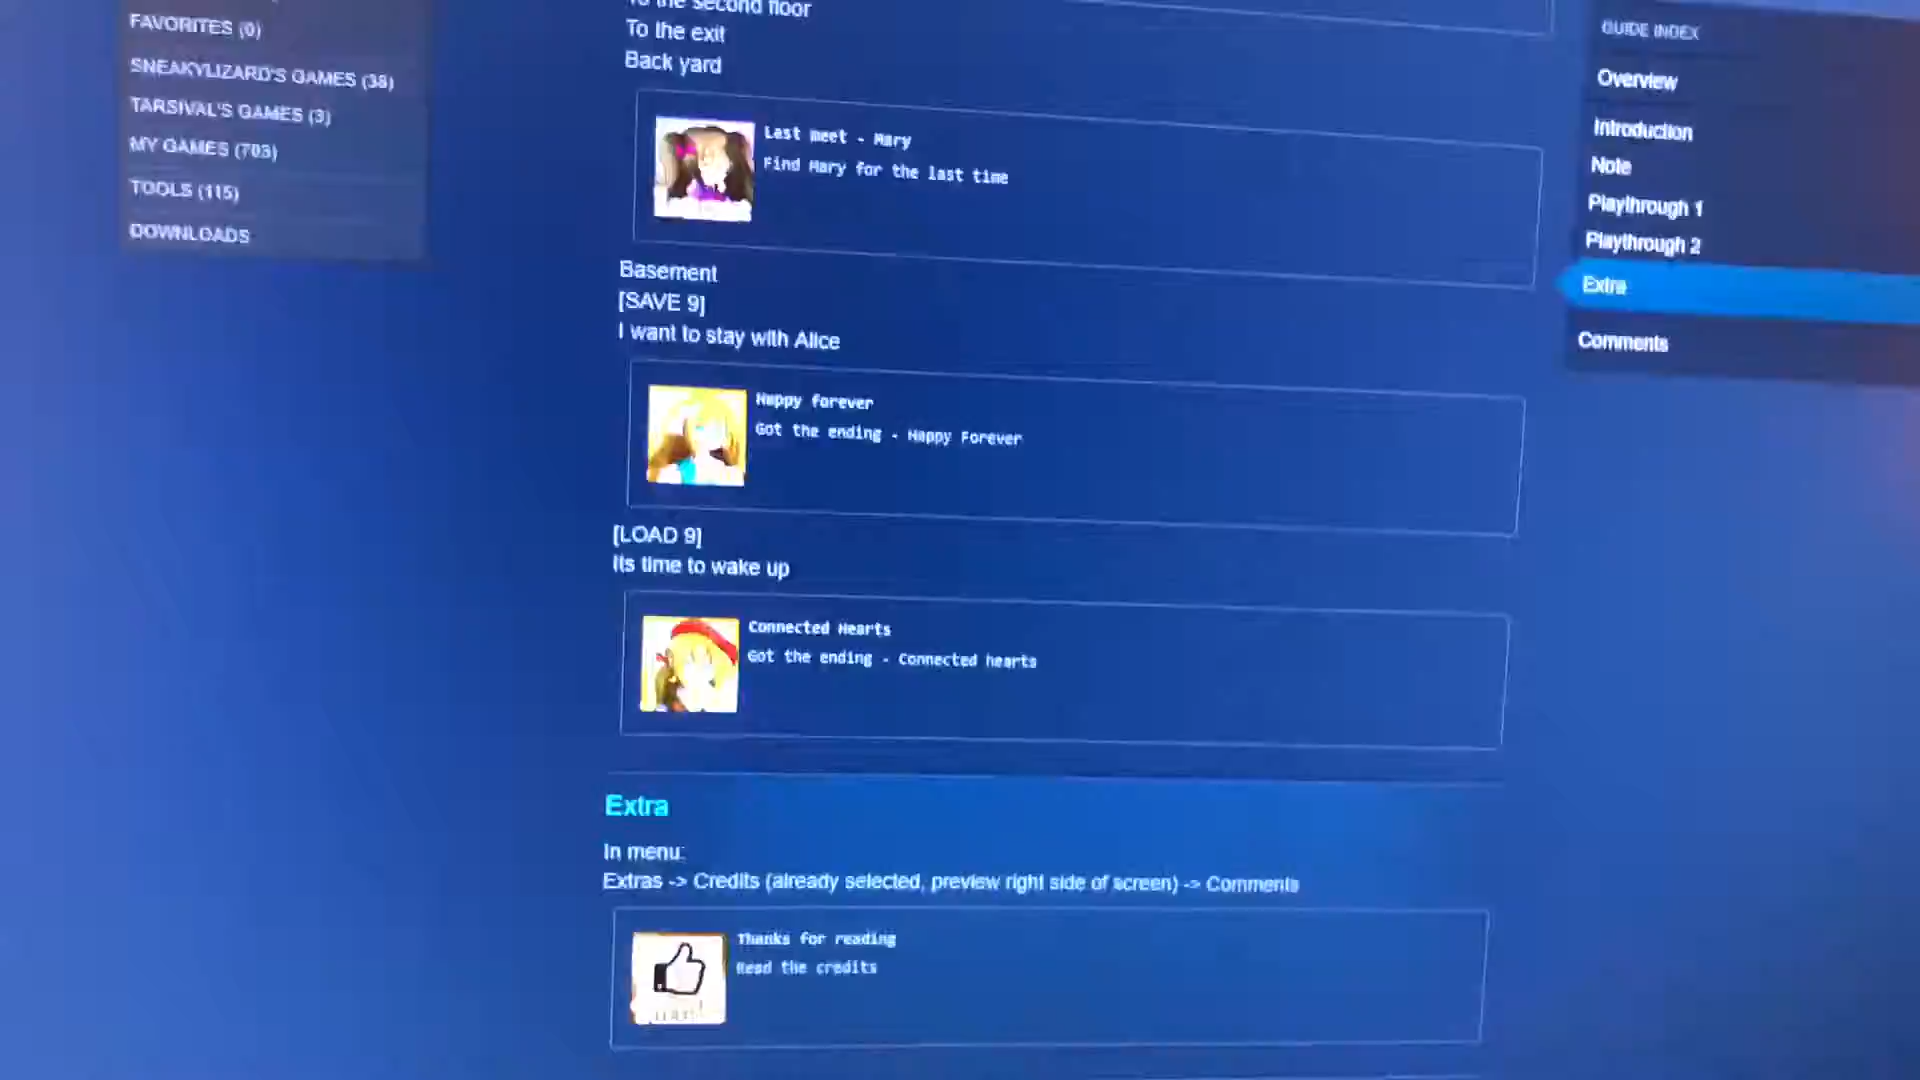 FAVORITES (0)
SNEAKYLIZARD'S GAMES (38)
TARSIVAL'S GAMES (3)
MY GAMES (703)
TOOLS (115)
DOWNLOADS
To the second floor
To the exit
Back yard
Last meet - Mary
Find Mary for the last time
Basement
[SAVE 9]
I want to stay with Alice
Happy forever
Got the ending - Happy Forever
[LOAD 9]
Its time to wake up
Connected Hearts
Got the ending - Connected hearts
Extra
In menu:
Extras -> Credits (already selected, preview right side of screen) -> Comments
Thanks for reading
Read the credits
GUIDE INDEX
Overview
Introduction
Note
Playthrough 1
Playthrough 2
Extra
Comments